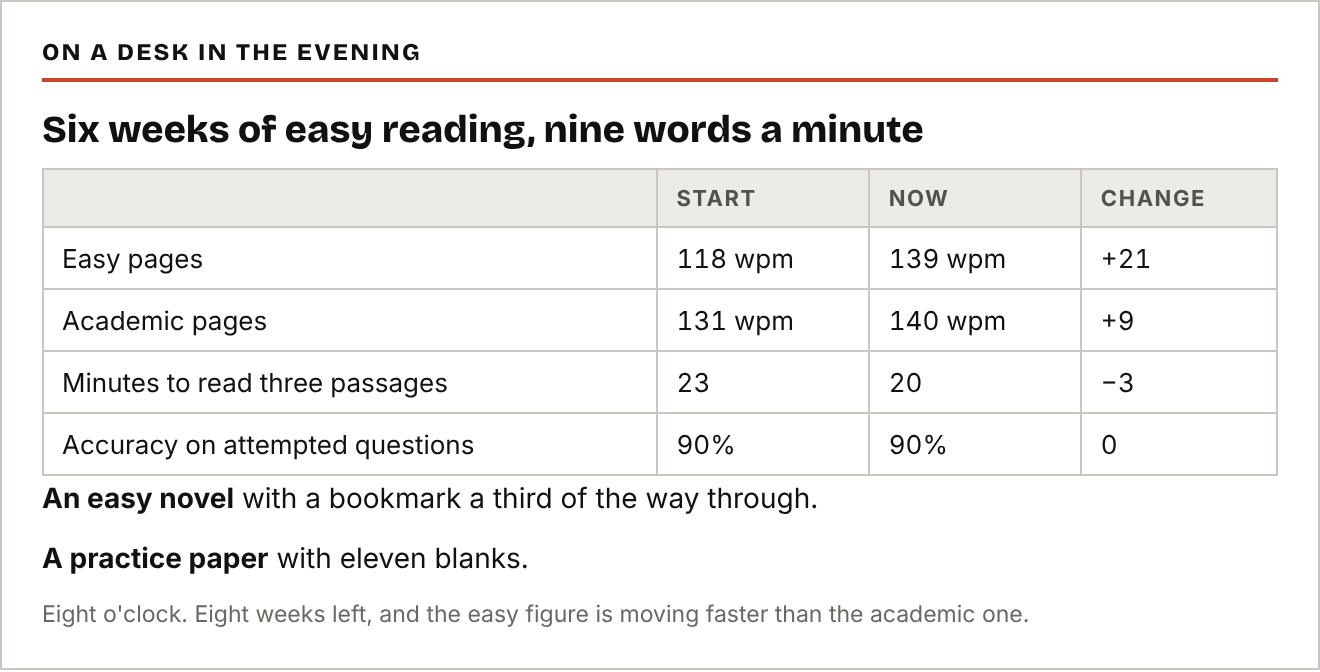 ON A DESK IN THE EVENING
Six weeks of easy reading, nine words a minute
START NOW CHANGE
Easy pages 118 wpm 139 wpm +21
Academic pages 131 wpm 140 wpm +9
Minutes to read three passages 23 20 −3
Accuracy on attempted questions 90% 90% 0
An easy novel with a bookmark a third of the way through.
A practice paper with eleven blanks.
Eight o'clock. Eight weeks left, and the easy figure is moving faster than the academic one.